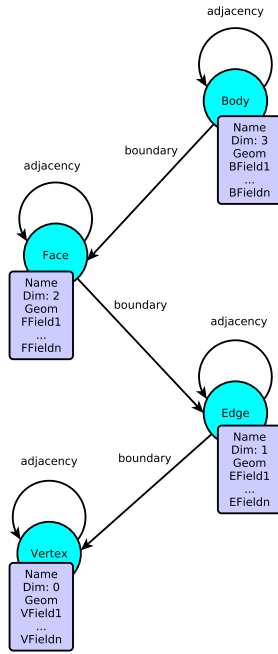 adjacency
Body
Name
Dim: 3
Geom
BField1
...
BFieldn
boundary
adjacency
Face
Name
Dim: 2
Geom
FField1
...
FFieldn
boundary
adjacency
Edge
Name
Dim: 1
Geom
EField1
...
EFieldn
boundary
adjacency
Vertex
Name
Dim: 0
Geom
VField1
...
VFieldn